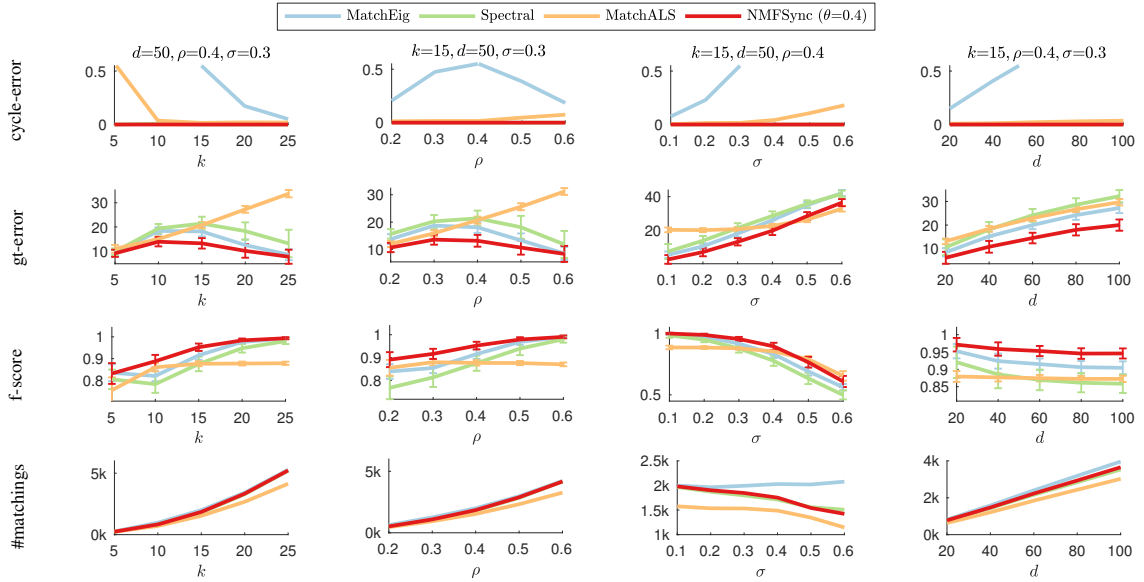 MatchEig Spectral MatchALS NMFSync (θ=0.4)
d=50, ρ=0.4, σ=0.3
k=15, d=50, σ=0.3
k=15, d=50, ρ=0.4
k=15, ρ=0.4, σ=0.3
cycle-error
0.5
0
5 10 15 20 25
k
0.5
0
0.2 0.3 0.4 0.5 0.6
ρ
0.5
0
0.1 0.2 0.3 0.4 0.5 0.6
σ
0.5
0
20 40 60 80 100
d
gt-error
30
20
10
5 10 15 20 25
k
30
20
10
0.2 0.3 0.4 0.5 0.6
ρ
40
20
0.1 0.2 0.3 0.4 0.5 0.6
σ
30
20
10
20 40 60 80 100
d
f-score
1
0.9
0.8
5 10 15 20 25
k
1
0.9
0.8
0.2 0.3 0.4 0.5 0.6
ρ
1
0.5
0.1 0.2 0.3 0.4 0.5 0.6
σ
1
0.95
0.9
0.85
20 40 60 80 100
d
#matchings
5k
0k
5 10 15 20 25
k
5k
0k
0.2 0.3 0.4 0.5 0.6
ρ
2.5k
2k
1.5k
1k
0.1 0.2 0.3 0.4 0.5 0.6
σ
4k
2k
0k
20 40 60 80 100
d